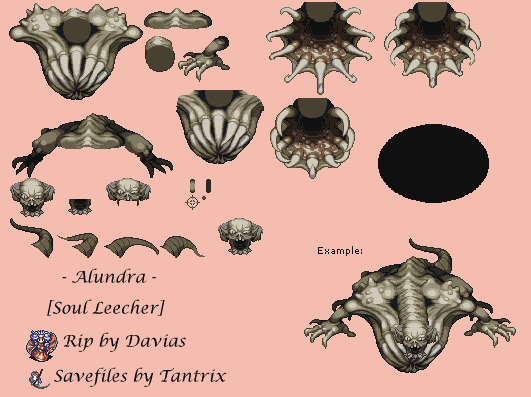 Example:
- Alundra -
[Soul Leecher]
Rip by Davias
Savefiles by Tantrix